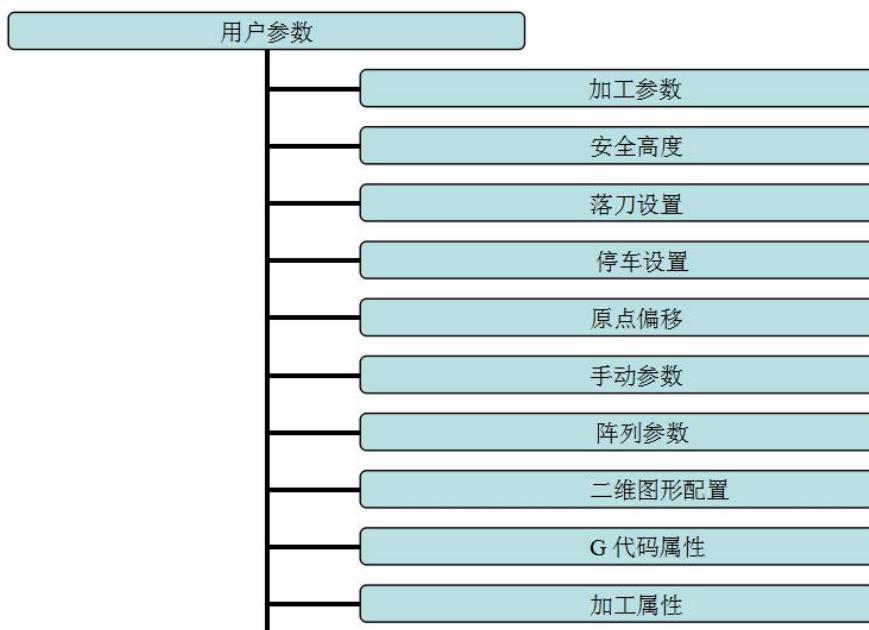 用户参数
加工参数
安全高度
落刀设置
停车设置
原点偏移
手动参数
阵列参数
二维图形配置
G 代码属性
加工属性